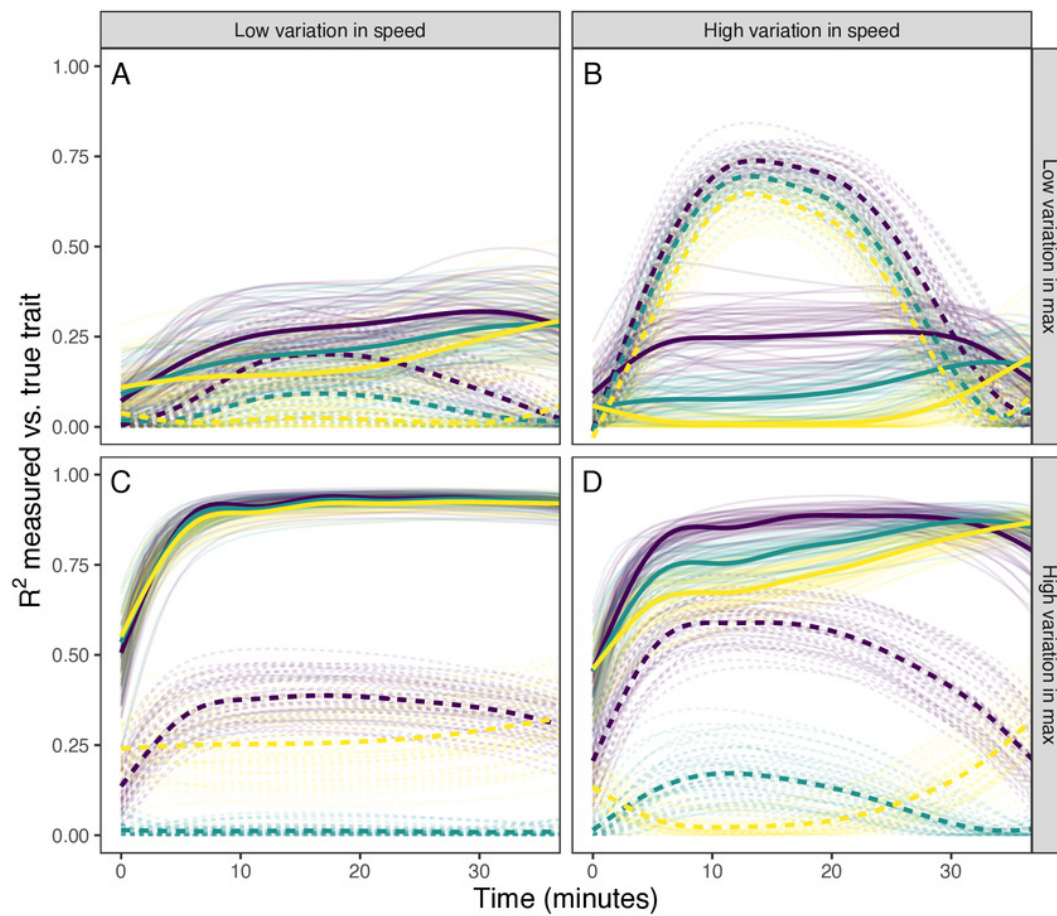 Low variation in speed
High variation in speed
A
B
1.00
0.75
0.50
0.25
0.00
Low variation in max
C
D
1.00
0.75
0.50
0.25
0.00
High variation in max
R² measured vs. true trait
0 10 20 30
0 10 20 30
Time (minutes)